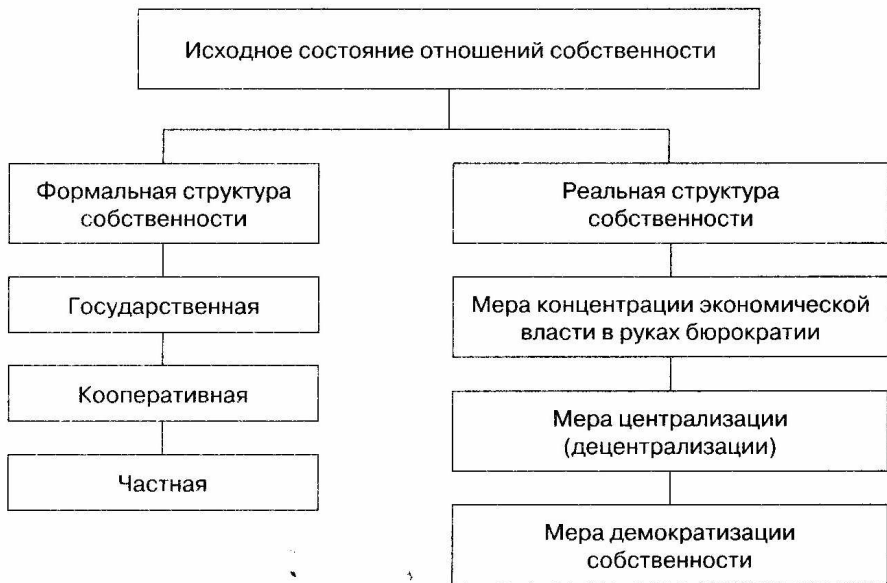 Исходное состояние отношений собственности
Формальная структура
собственности
Государственная
Кооперативная
Частная
Реальная структура
собственности
Мера концентрации экономической
власти в руках бюрократии
Мера централизации
(децентрализации)
Мера демократизации
собственности